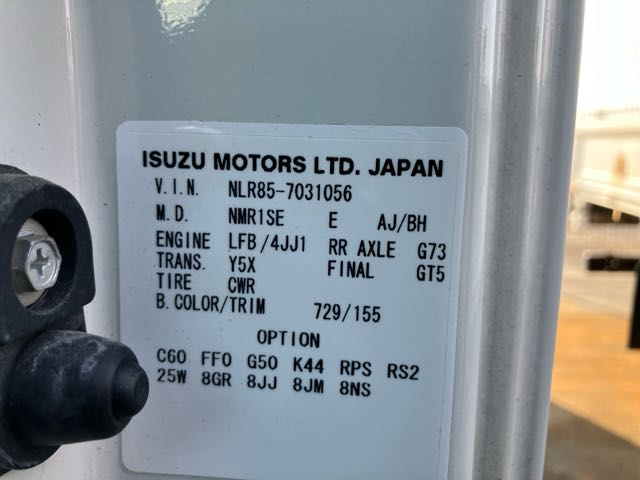 ISUZU MOTORS LTD. JAPAN
V.I.N. NLR85-7031056
M.D. NMR1SE E AJ/BH
ENGINE LFB/4JJ1 RR AXLE G73
TRANS. Y5X FINAL GT5
TIRE CWR
B.COLOR/TRIM 729/155
OPTION
C60 FF0 G50 K44 RPS RS2
25W 8GR 8JJ 8JM 8NS